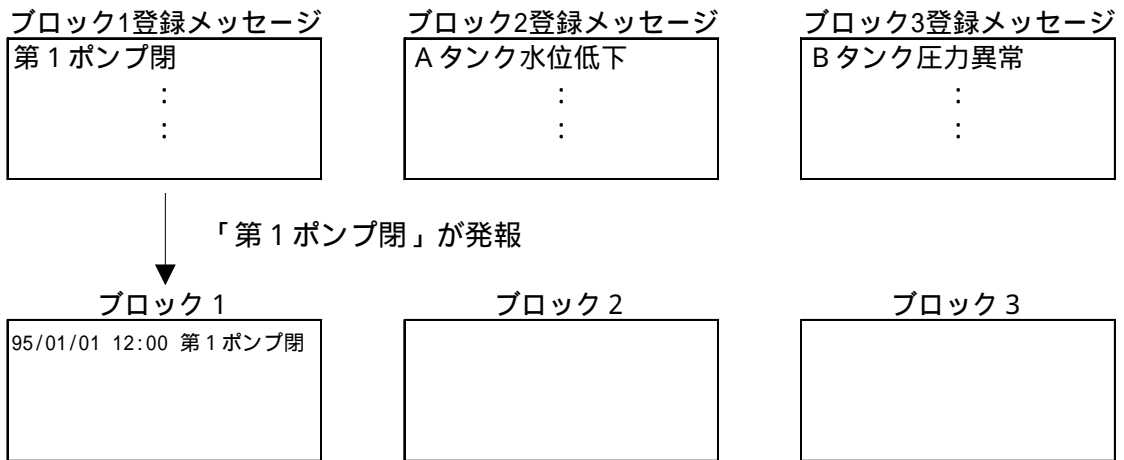 ブロック1登録メッセージ ブロック2登録メッセージ ブロック3登録メッセージ
第1ポンプ閉 Aタンク水位低下 Bタンク圧力異常
: : :
: : :
「第1ポンプ閉」が発報
ブロック1 ブロック2 ブロック3
95/01/01 12:00 第1ポンプ閉